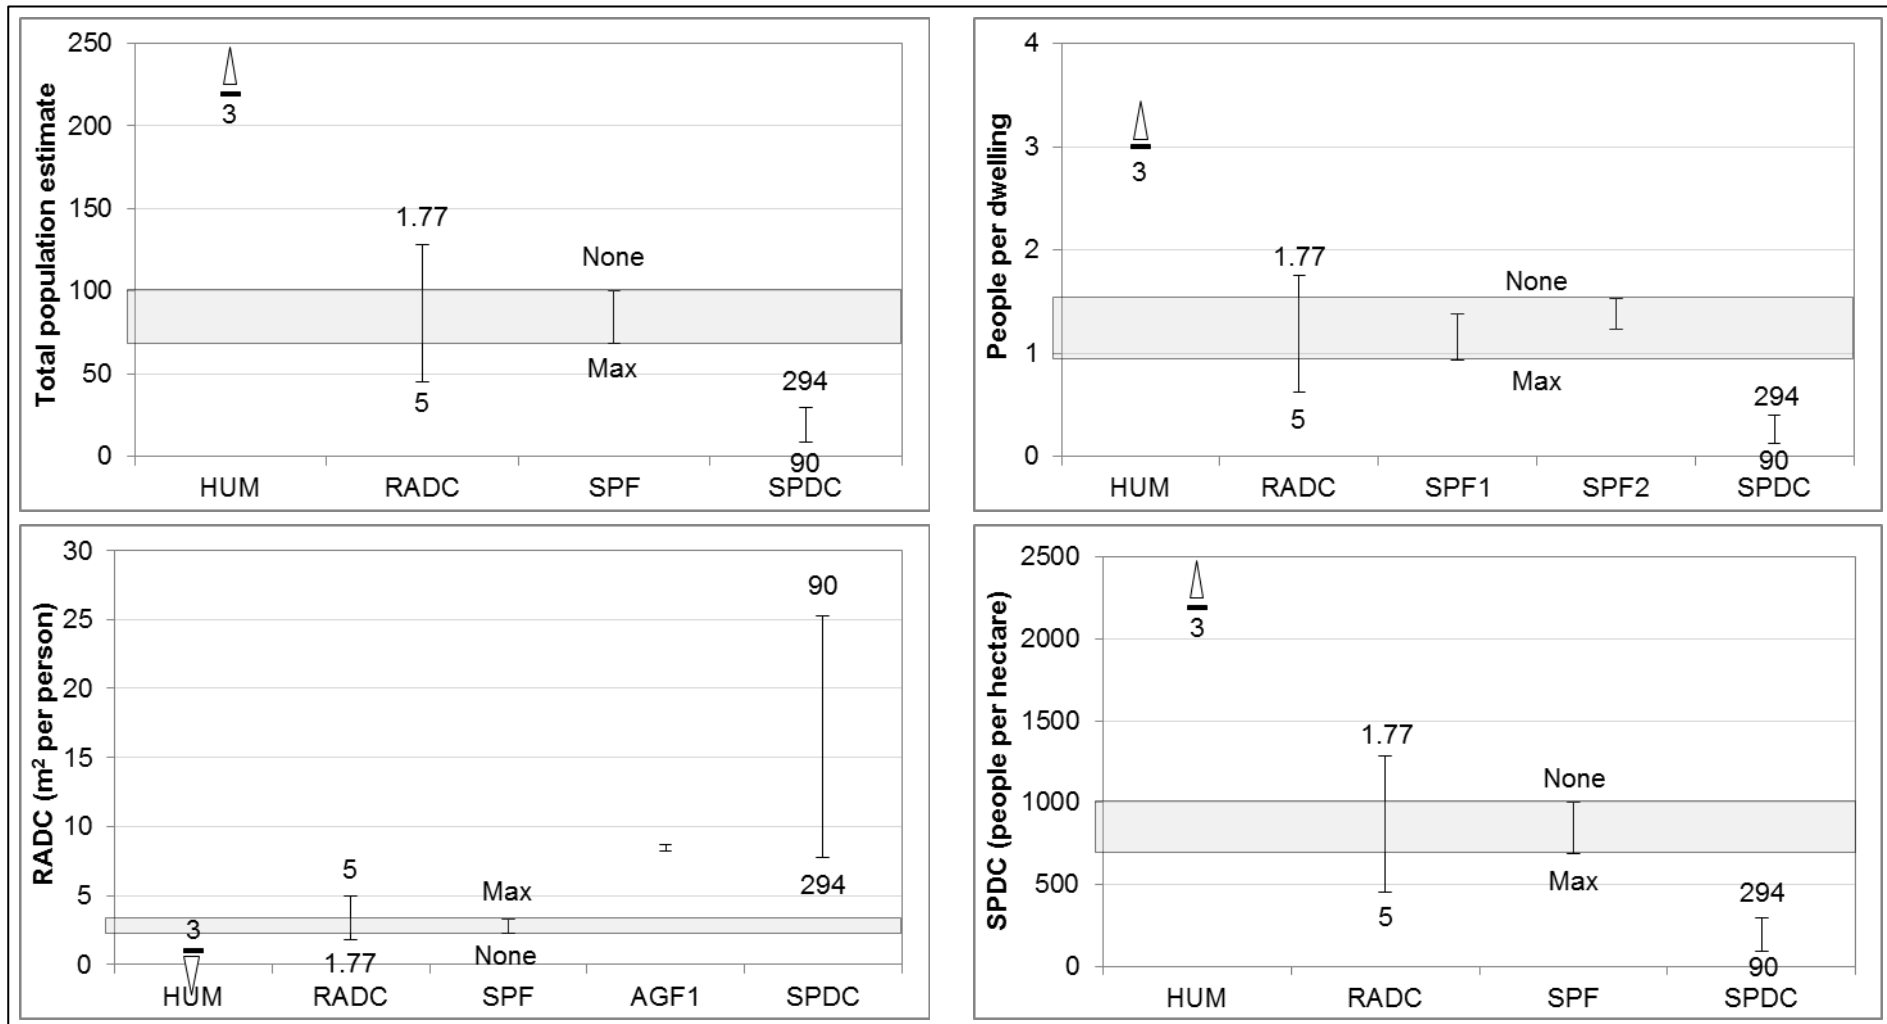 Total population estimate
250
200
150
100
50
0
3
1.77
5
None
Max
294
90
HUM RADC SPF SPDC
People per dwelling
4
3
2
1
0
3
1.77
5
None
Max
294
90
HUM RADC SPF1 SPF2 SPDC
RADC (m² per person)
30
25
20
15
10
5
0
3
5
1.77
Max
None
90
294
HUM RADC SPF AGF1 SPDC
SPDC (people per hectare)
2500
2000
1500
1000
500
0
3
1.77
5
None
Max
294
90
HUM RADC SPF SPDC